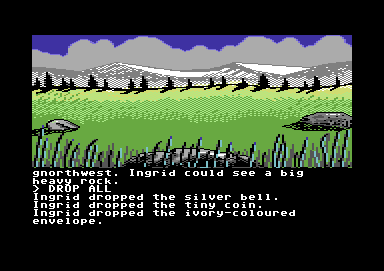 gnorthwest. Ingrid could see a big
heavy rock.
> DROP ALL
Ingrid dropped the silver bell.
Ingrid dropped the tiny coin.
Ingrid dropped the ivory-coloured
envelope.